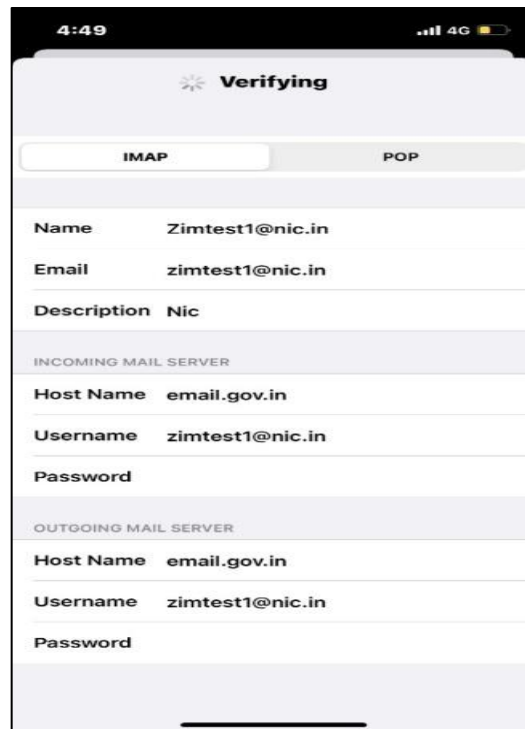 4:49 4G
Verifying
IMAP POP
Name Zimtest1@nic.in
Email zimtest1@nic.in
Description Nic
INCOMING MAIL SERVER
Host Name email.gov.in
Username zimtest1@nic.in
Password
OUTGOING MAIL SERVER
Host Name email.gov.in
Username zimtest1@nic.in
Password